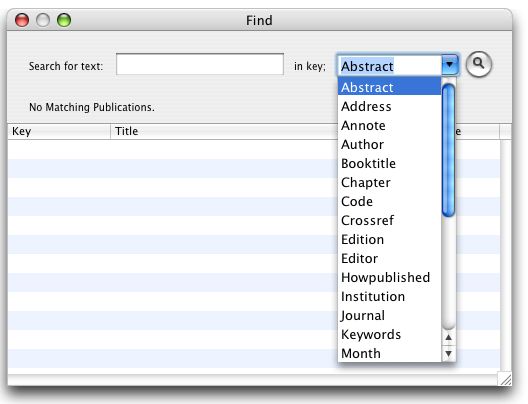 Find
Search for text: in key; Abstract
No Matching Publications.
Key Title e
Abstract
Address
Annote
Author
Booktitle
Chapter
Code
Crossref
Edition
Editor
Howpublished
Institution
Journal
Keywords
Month